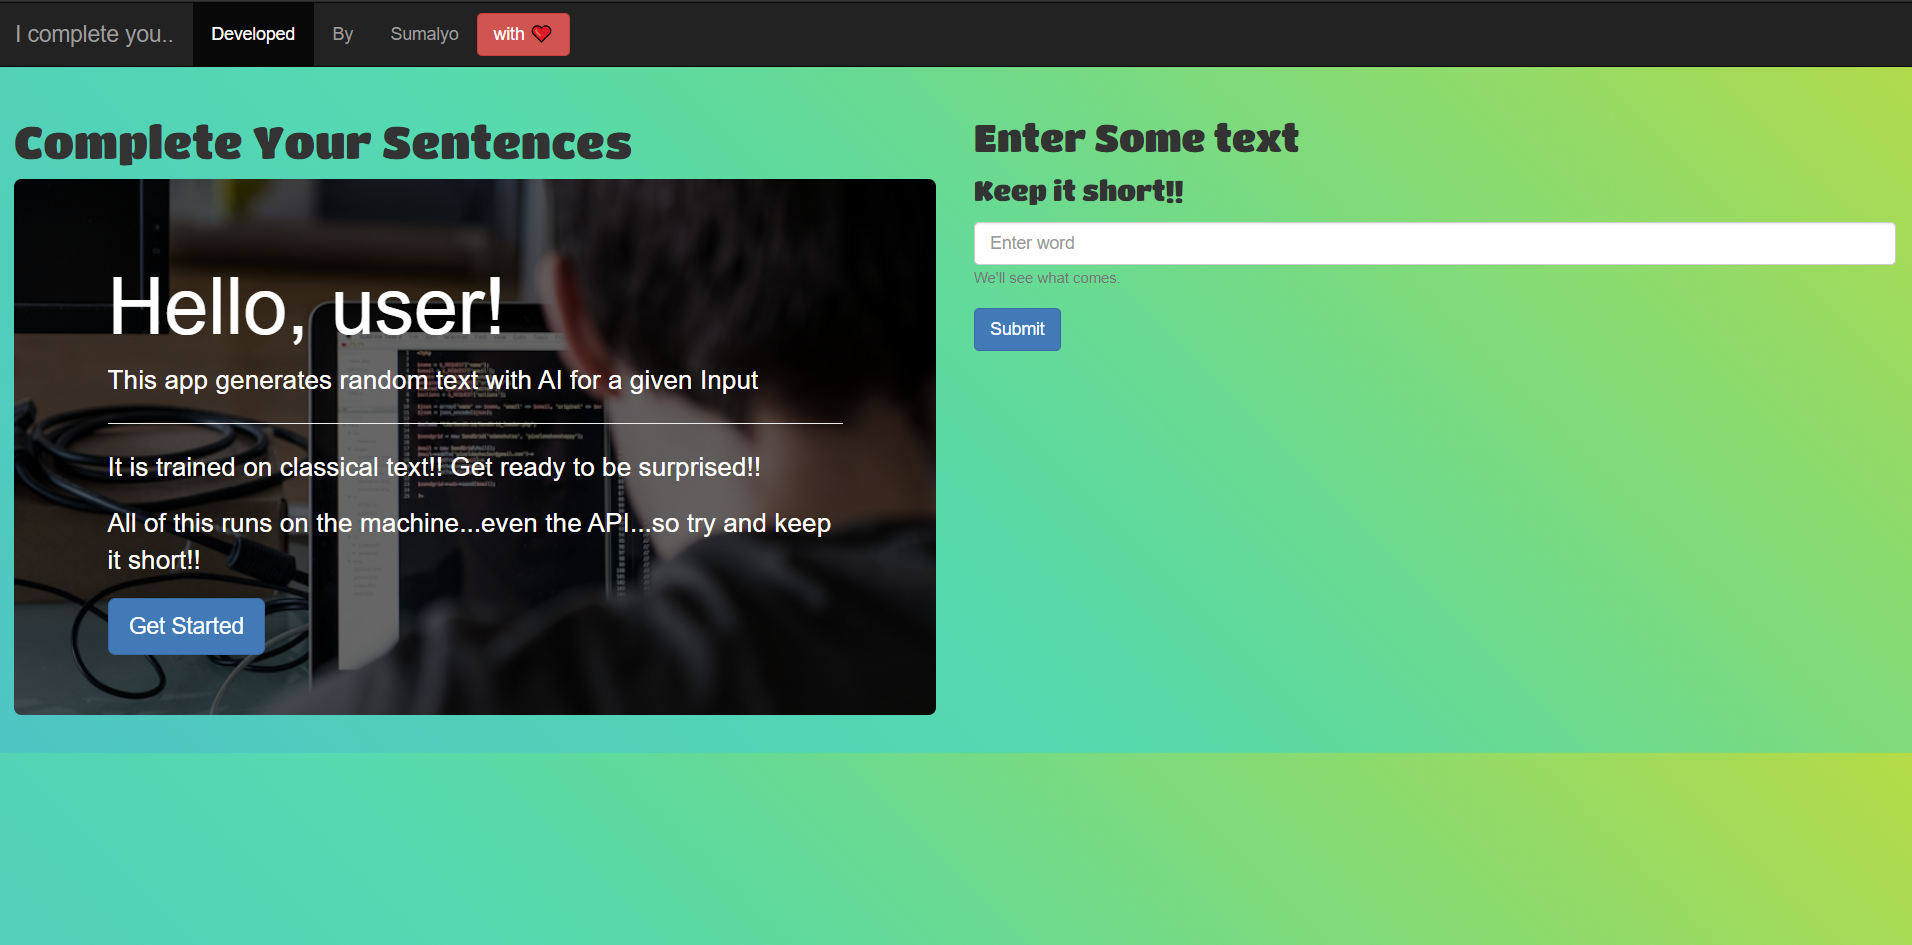 I complete you.. Developed By Sumalyo with ❤
Complete Your Sentences
Hello, user!
This app generates random text with AI for a given Input
It is trained on classical text!! Get ready to be surprised!!
All of this runs on the machine...even the API...so try and keep
it short!!
Get Started
Enter Some text
Keep it short!!
Enter word
We'll see what comes.
Submit